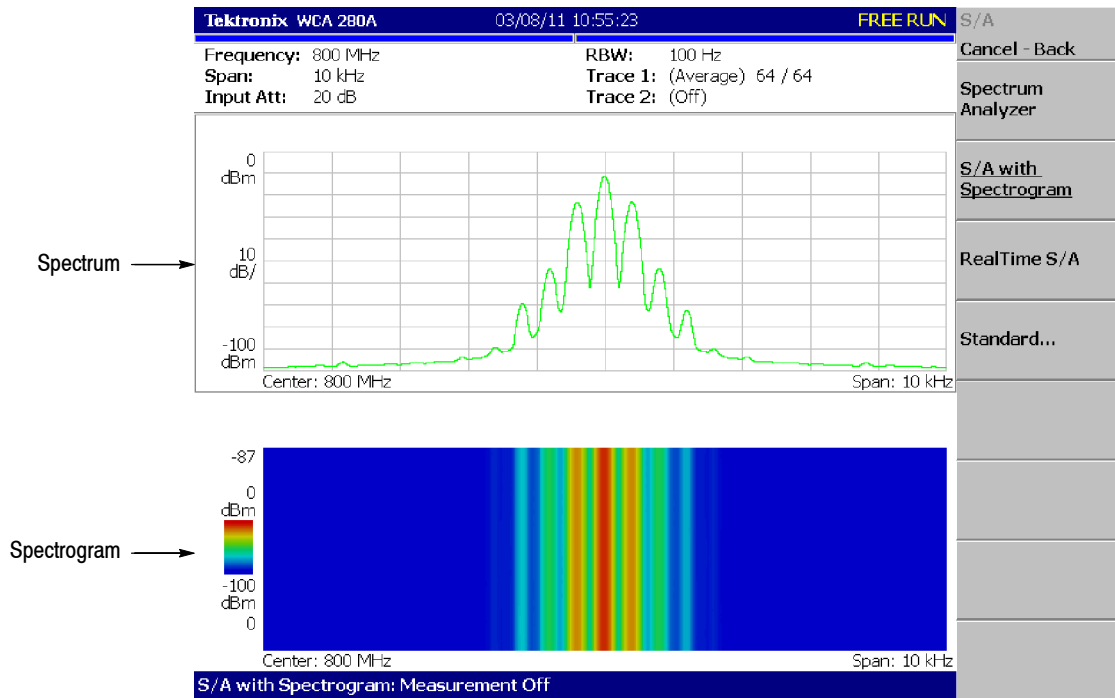 Tektronix WCA 280A 03/08/11 10:55:23 FREE RUN
Frequency: 800 MHz RBW: 100 Hz
Span: 10 kHz Trace 1: (Average) 64 / 64
Input Att: 20 dB Trace 2: (Off)
S/A
Cancel - Back
Spectrum
Analyzer
S/A with
Spectrogram
RealTime S/A
Standard...
Spectrum
0
dBm
10
dB/
-100
dBm
Center: 800 MHz Span: 10 kHz
Spectrogram
-87
0
dBm
-100
dBm
0
Center: 800 MHz Span: 10 kHz
S/A with Spectrogram: Measurement Off